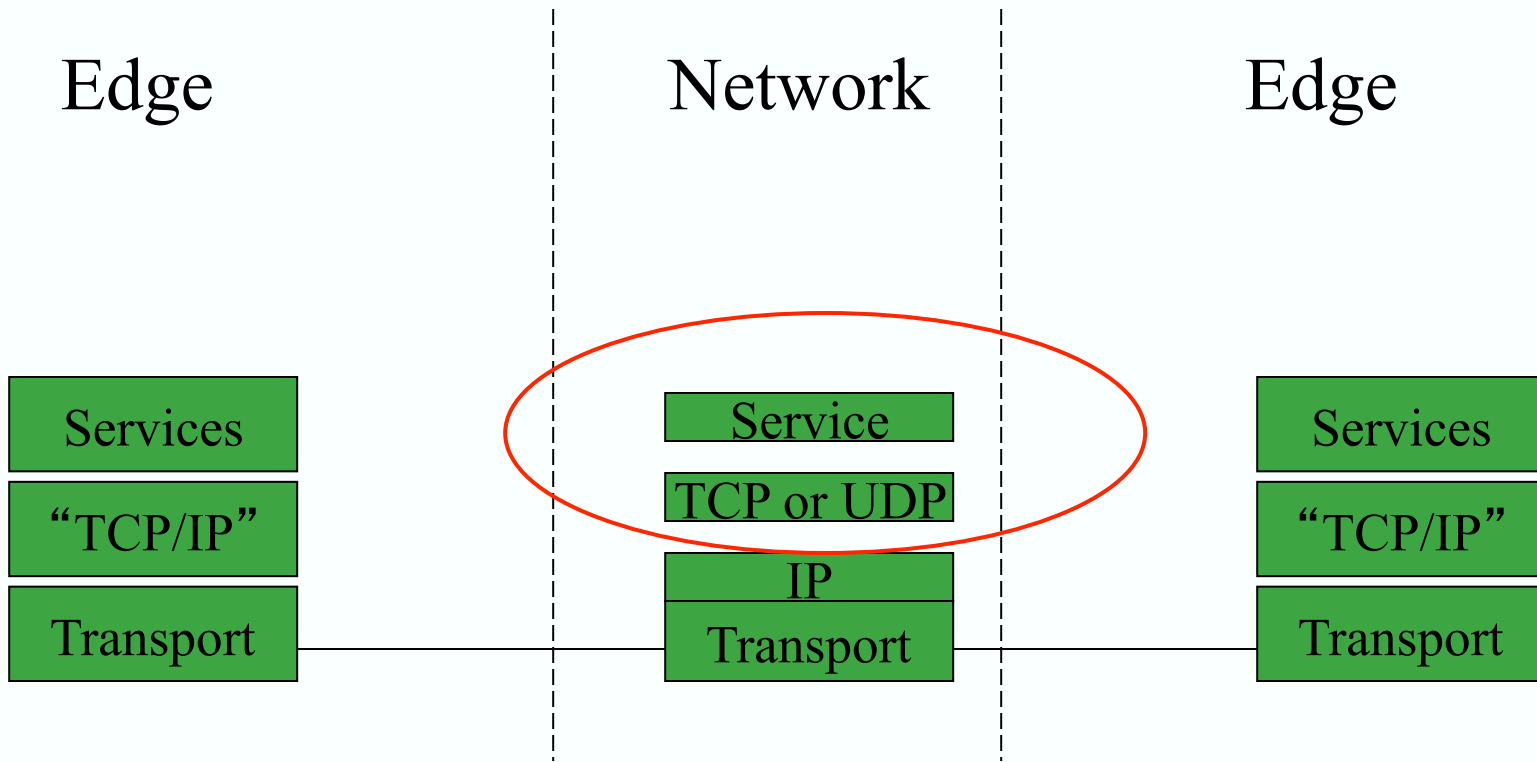 Edge
Network
Edge
Services
“TCP/IP”
Transport
Service
TCP or UDP
IP
Transport
Services
“TCP/IP”
Transport